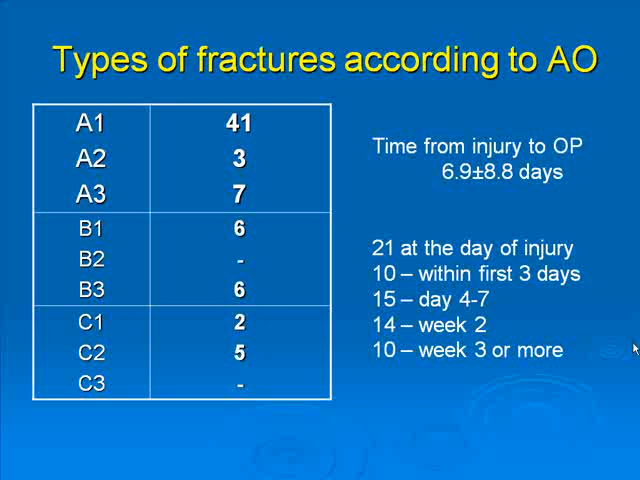 Types of fractures according to AO
A1 41
A2 3
A3 7
B1 6
B2 -
B3 6
C1 2
C2 5
C3 -
Time from injury to OP
6.9±8.8 days
21 at the day of injury
10 – within first 3 days
15 – day 4-7
14 – week 2
10 – week 3 or more